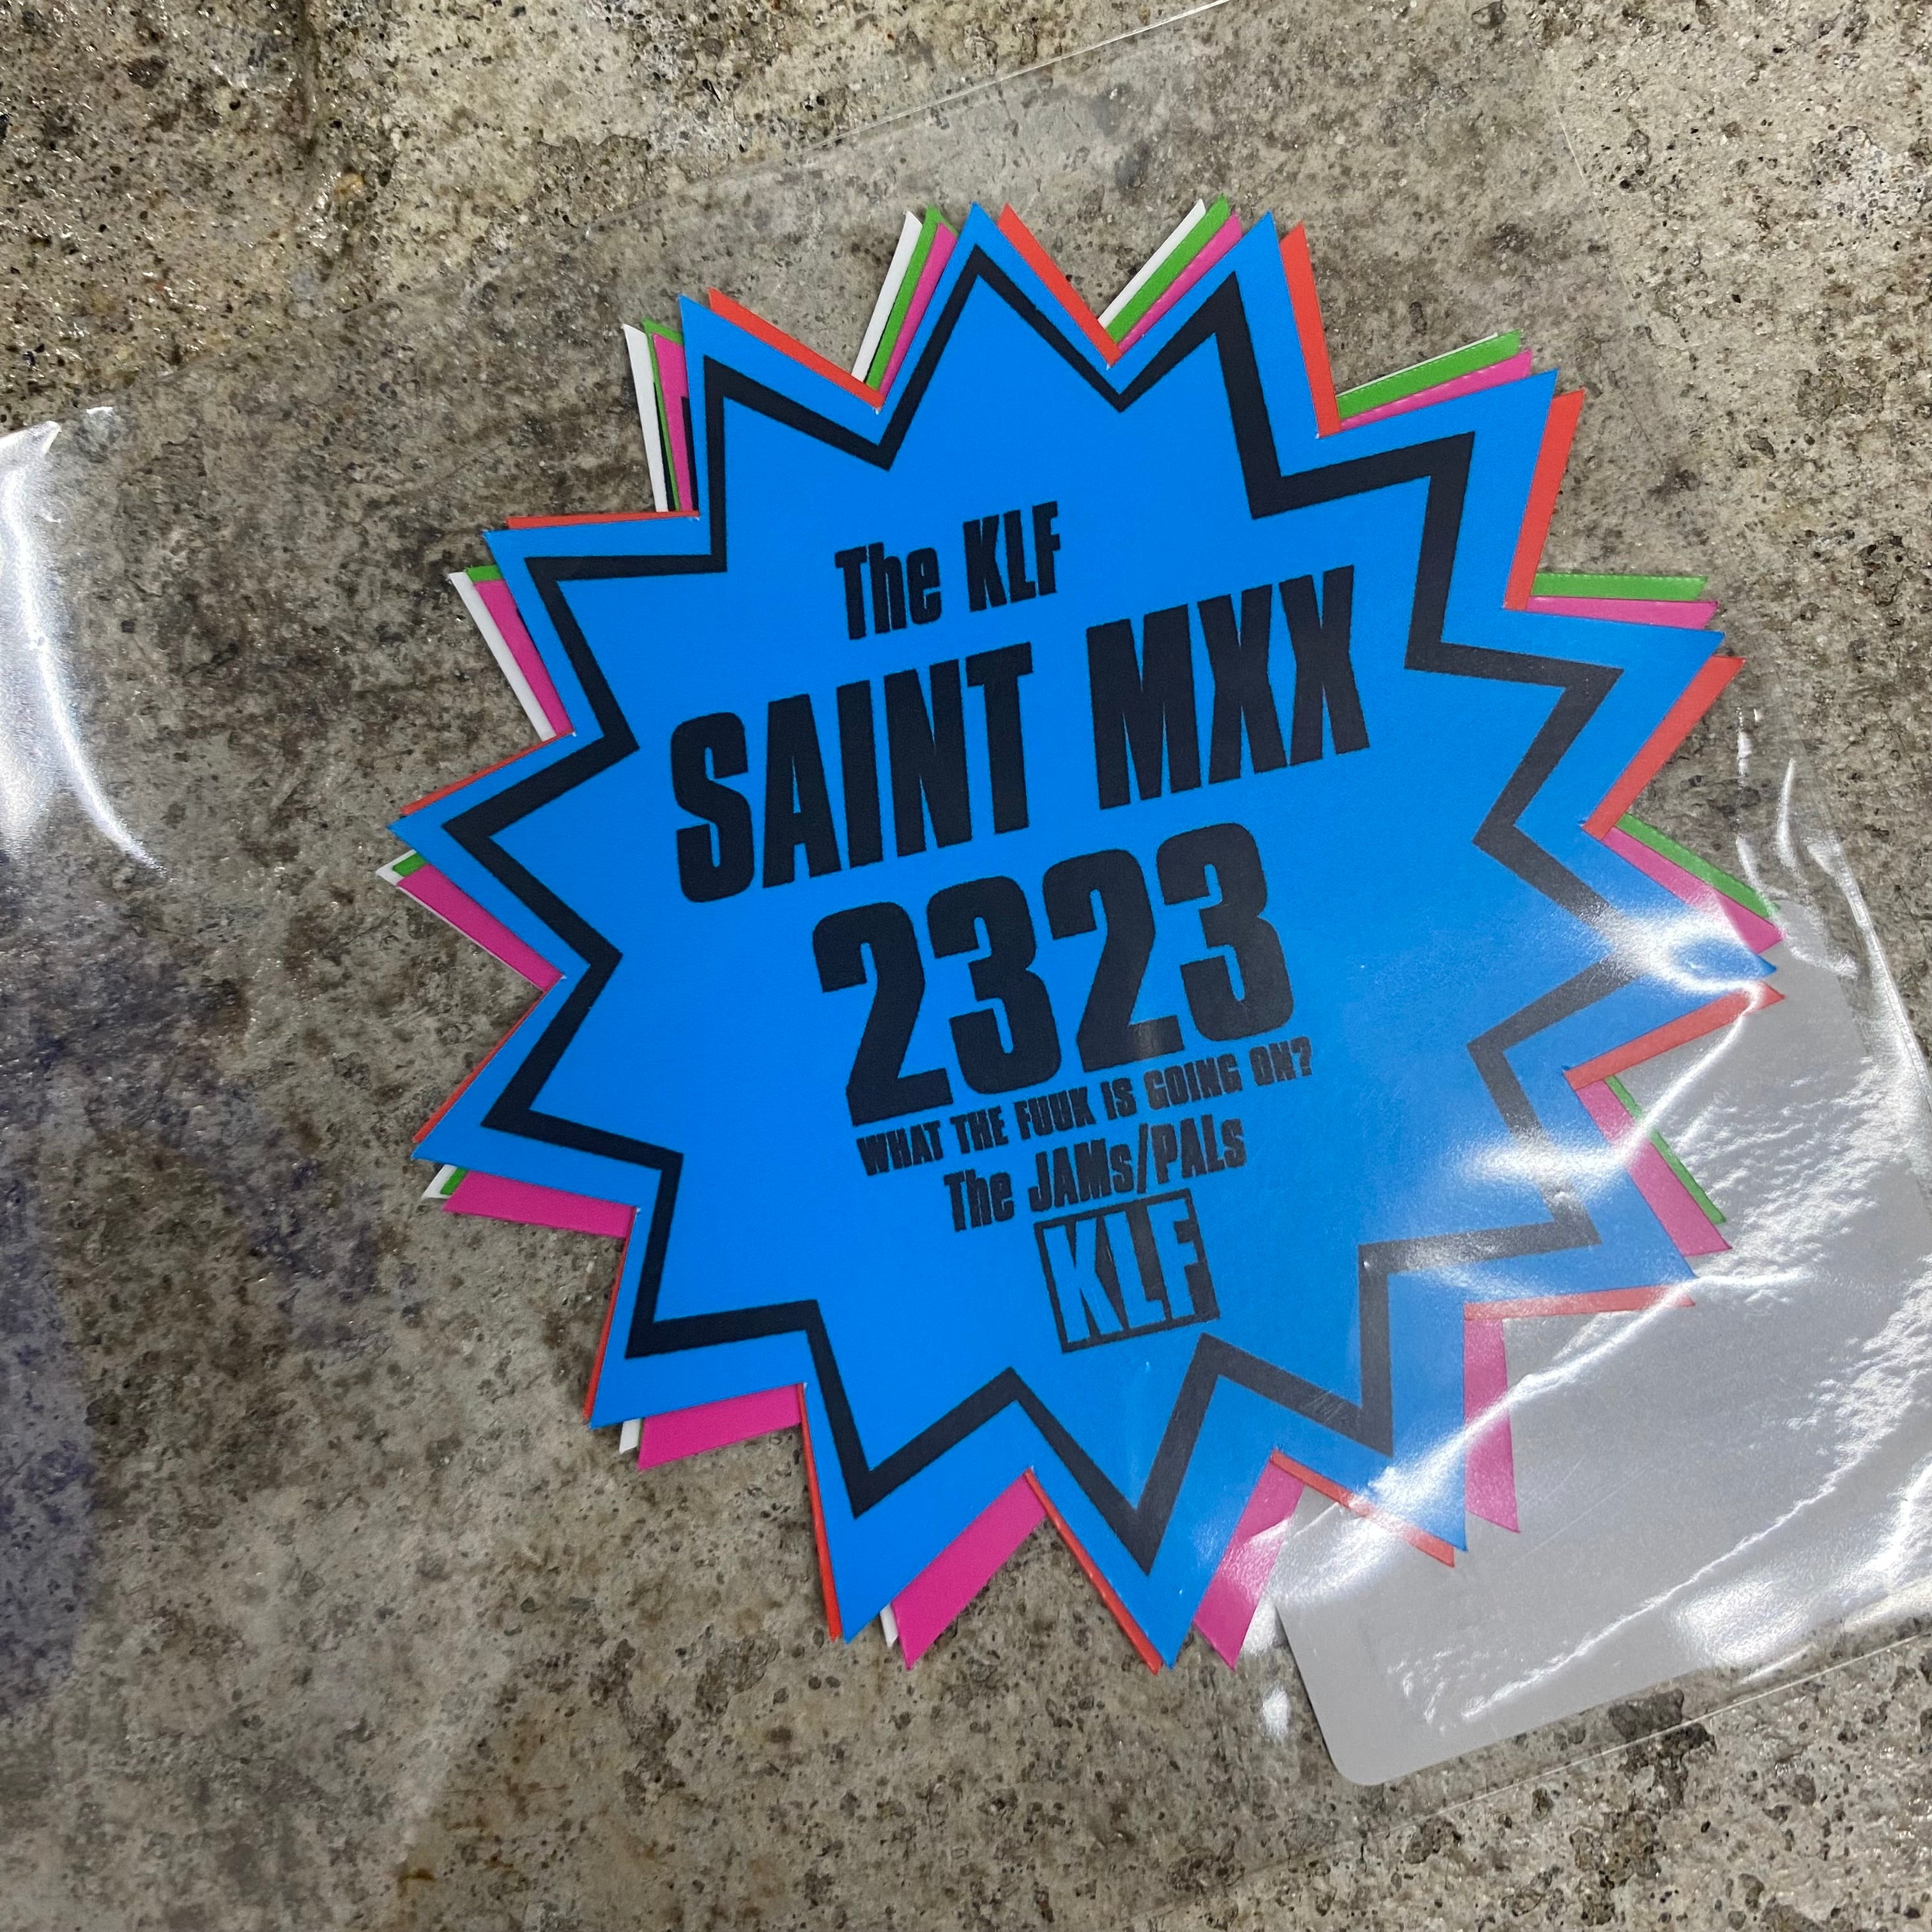 The KLF
SAINT MXX
2323
WHAT THE FUUK IS GOING ON?
The JAMs/PALs
KLF